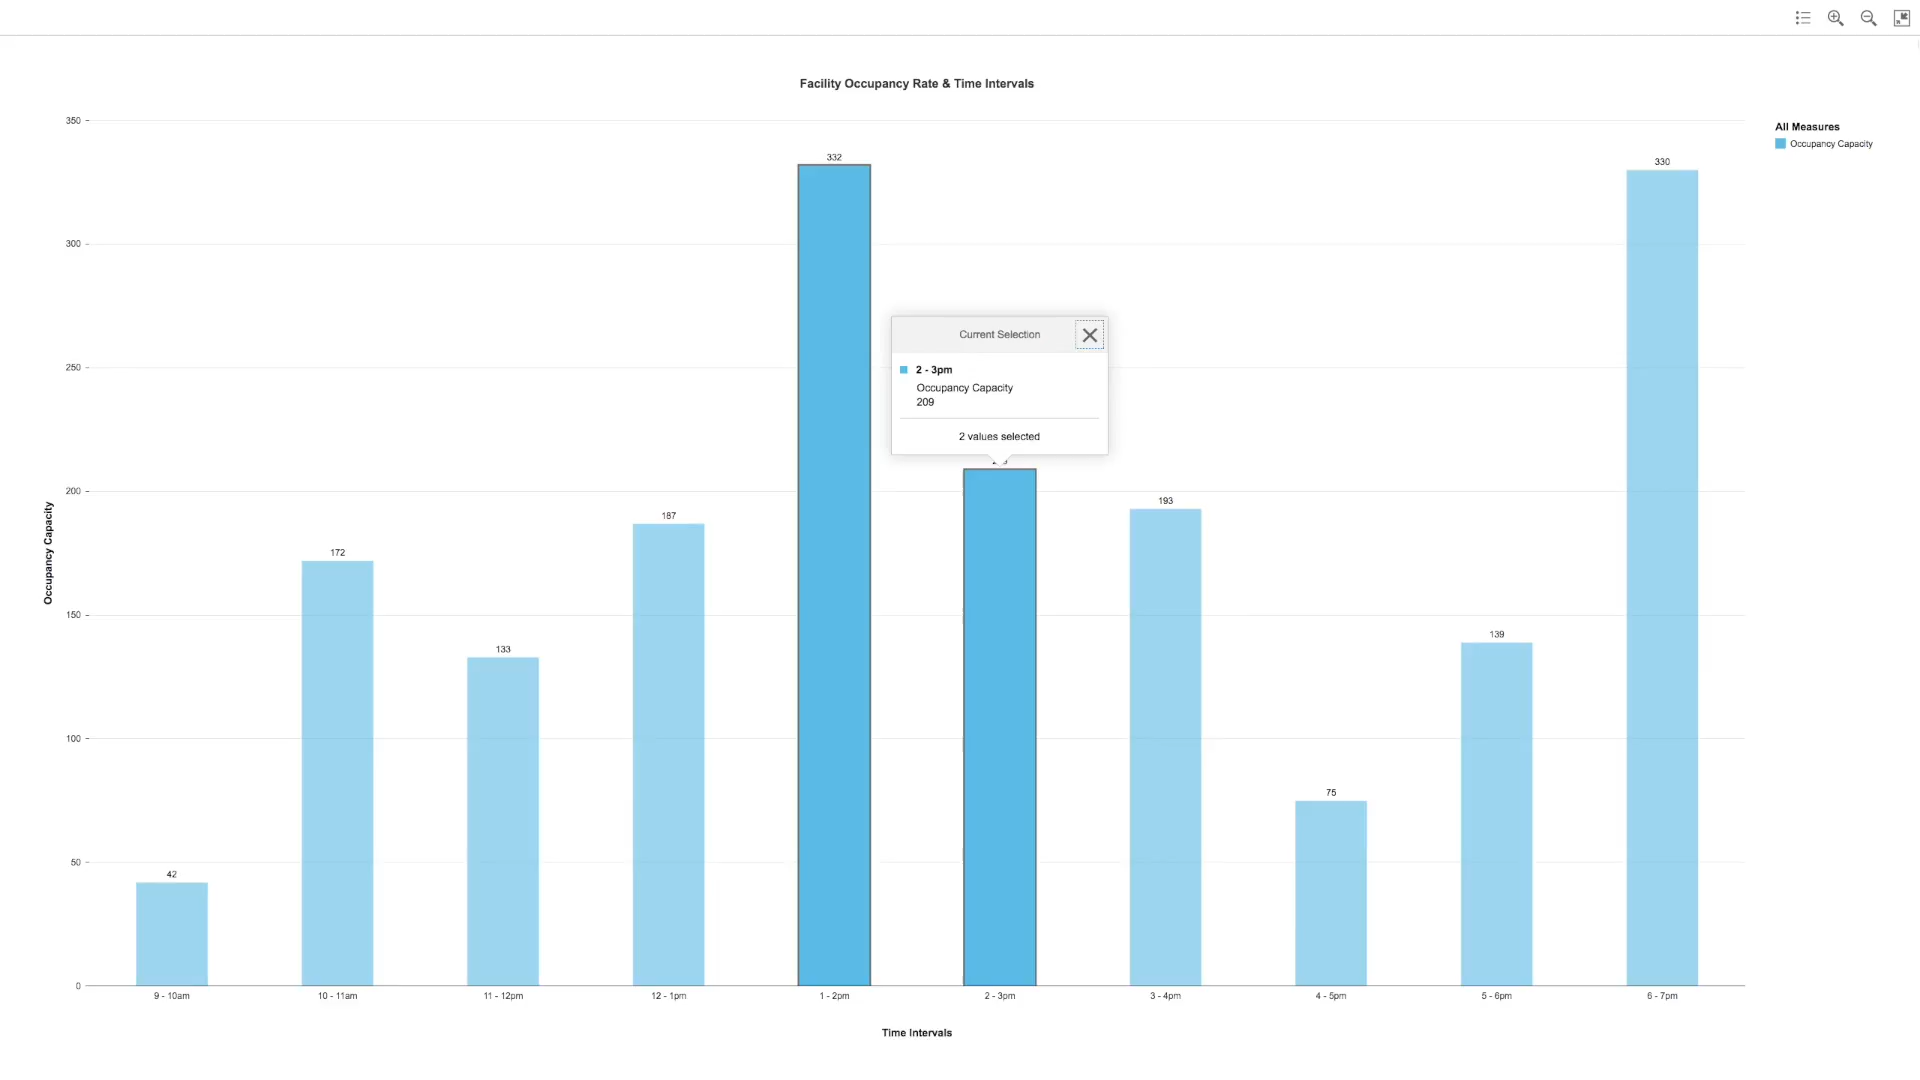 Facility Occupancy Rate & Time Intervals
350
300
250
200
150
100
50
0
Occupancy Capacity
42
172
133
187
332
193
75
139
330
Current Selection
2 - 3pm
Occupancy Capacity
209
2 values selected
9 - 10am
10 - 11am
11 - 12pm
12 - 1pm
1 - 2pm
2 - 3pm
3 - 4pm
4 - 5pm
5 - 6pm
6 - 7pm
Time Intervals
All Measures
Occupancy Capacity